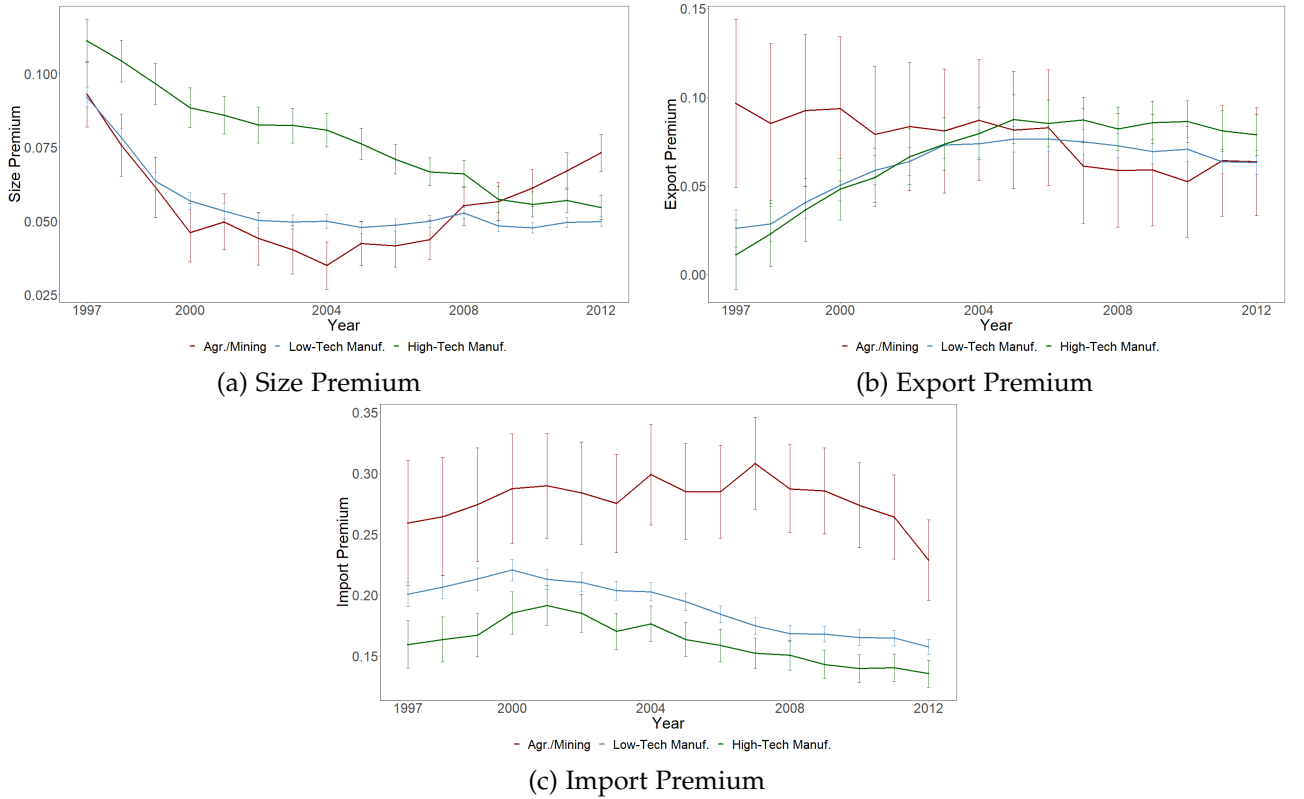 0.100
0.075
0.050
0.025
Size Premium
1997 2000 2004 2008 2012
Year
Agr./Mining Low-Tech Manuf. High-Tech Manuf.
(a) Size Premium
0.15
0.10
0.05
0.00
Export Premium
1997 2000 2004 2008 2012
Year
Agr./Mining Low-Tech Manuf. High-Tech Manuf.
(b) Export Premium
0.35
0.30
0.25
0.20
0.15
Import Premium
1997 2000 2004 2008 2012
Year
Agr./Mining Low-Tech Manuf. High-Tech Manuf.
(c) Import Premium